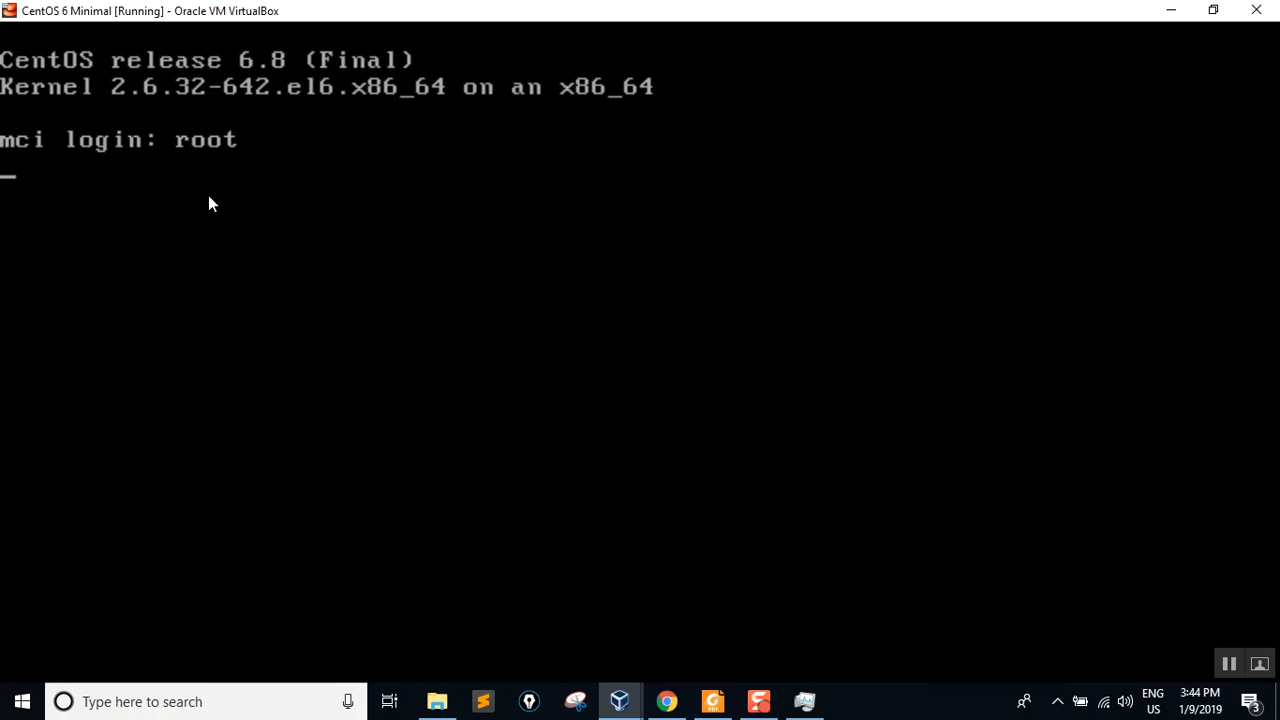 CentOS 6 Minimal [Running] - Oracle VM VirtualBox
CentOS release 6.8 (Final)
Kernel 2.6.32-642.el6.x86_64 on an x86_64
mci login: root
Type here to search
ENG
US
3:44 PM
1/9/2019
3